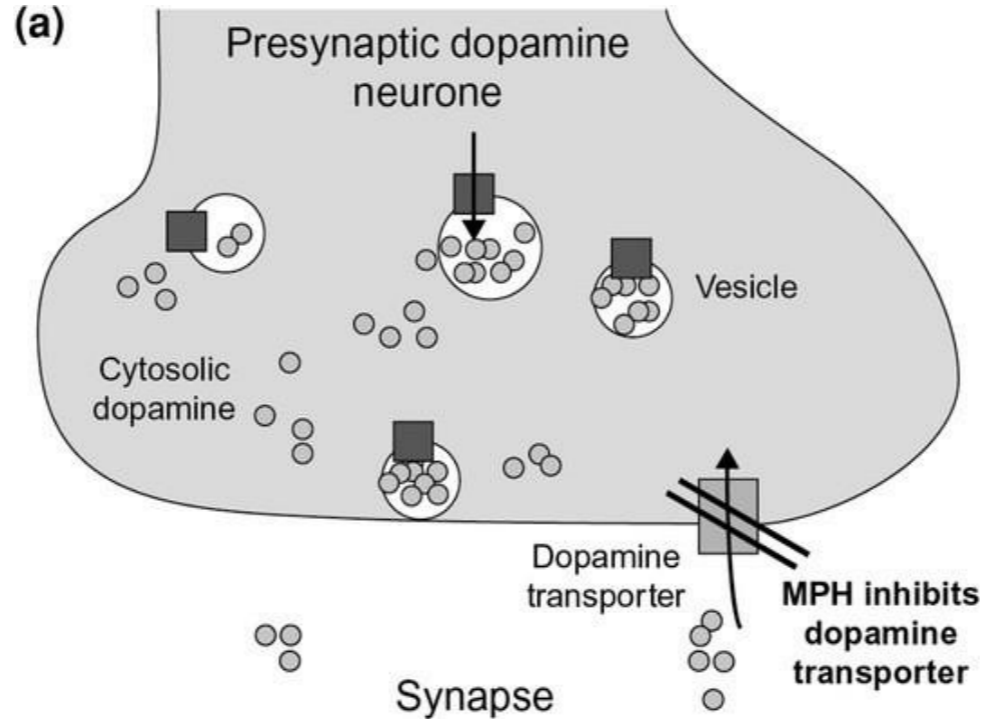 (a)
Presynaptic dopamine
neurone
Vesicle
Cytosolic
dopamine
Dopamine
transporter
MPH inhibits
dopamine
transporter
Synapse